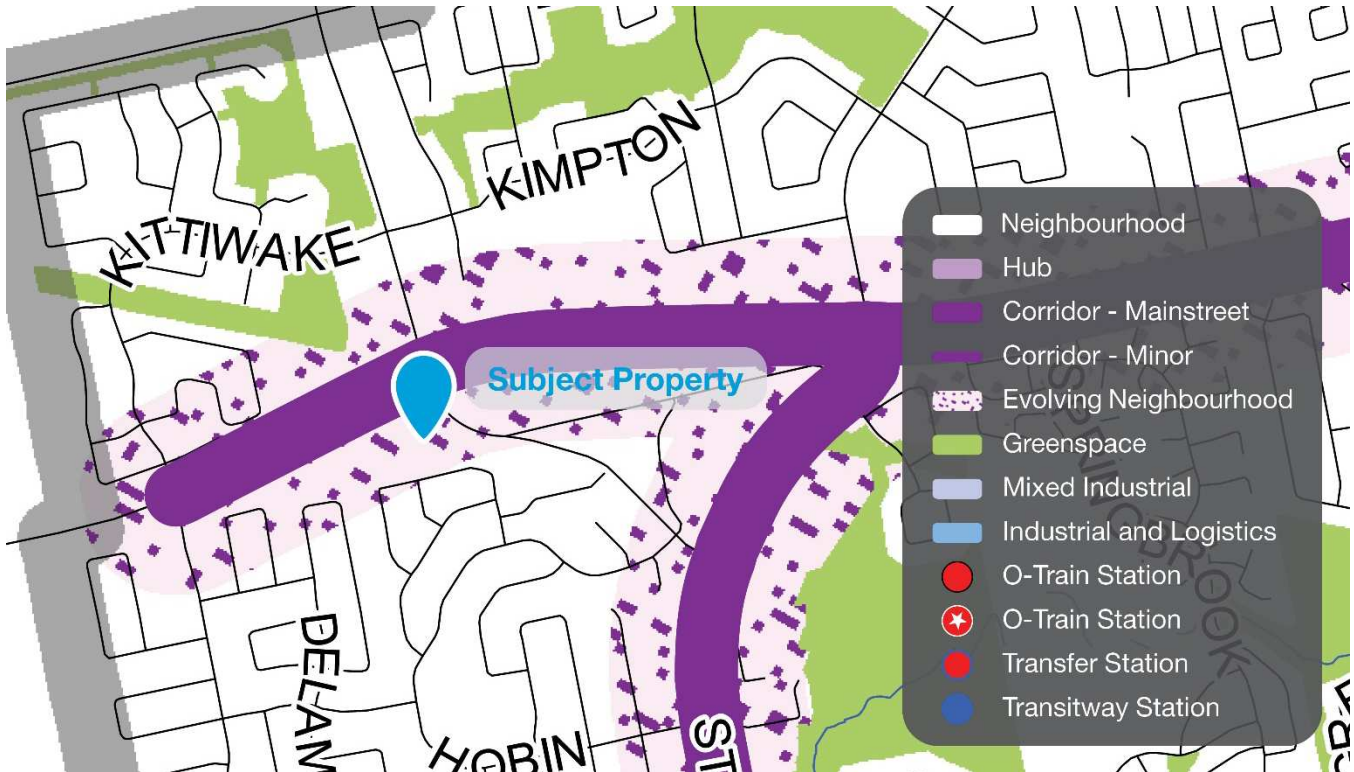 KIMPTON
KITTIWAKE
Subject Property
DELAM
HOBIN
ST
SPRINGBROOK
Neighbourhood
Hub
Corridor - Mainstreet
Corridor - Minor
Evolving Neighbourhood
Greenspace
Mixed Industrial
Industrial and Logistics
O-Train Station
O-Train Station
Transfer Station
Transitway Station